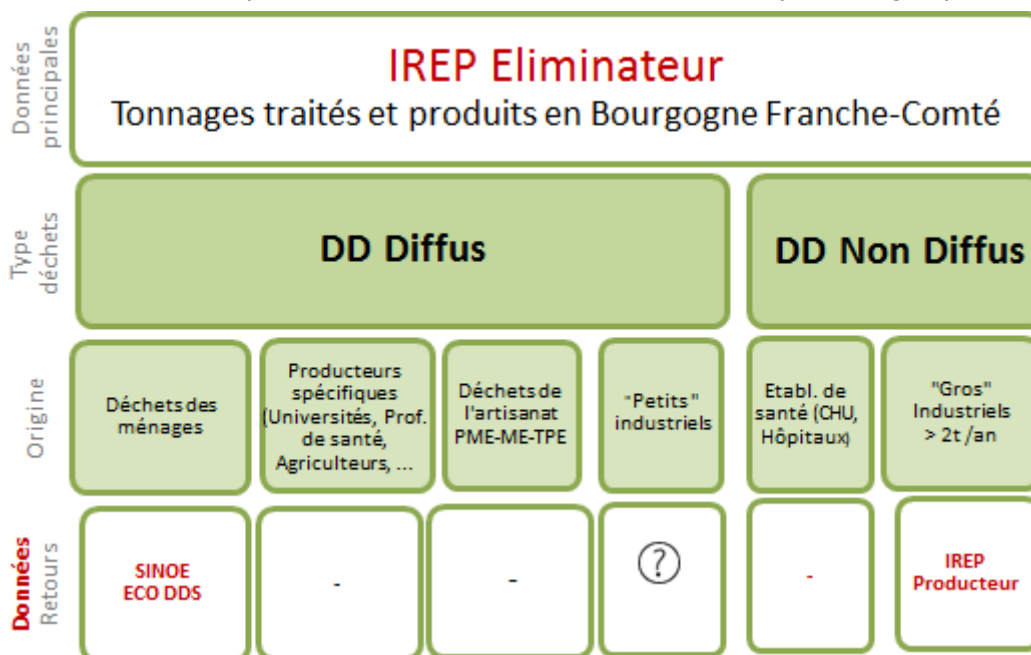 Données
principales
IREP Eliminateur
Tonnages traités et produits en Bourgogne Franche-Comté
Type
déchets
DD Diffus
DD Non Diffus
Origine
Déchets des
ménages
Producteurs
spécifiques
(Universités, Prof.
de santé,
Agriculteurs, ...
Déchets de
l'artisanat
PME-ME-TPE
"Petits"
industriels
Etabl. de
santé (CHU,
Hôpitaux)
"Gros"
Industriels
> 2t /an
Données
Retours
SINOE
ECO DDS
-
-
?
-
IREP
Producteur